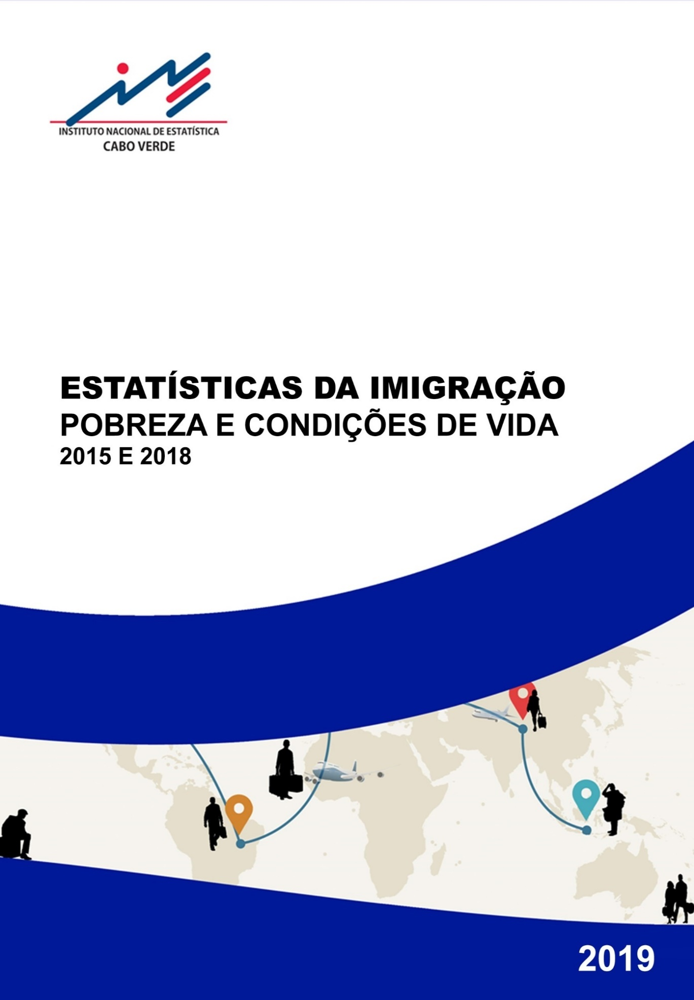 INSTITUTO NACIONAL DE ESTATÍSTICA
CABO VERDE
ESTATÍSTICAS DA IMIGRAÇÃO
POBREZA E CONDIÇÕES DE VIDA
2015 E 2018
2019